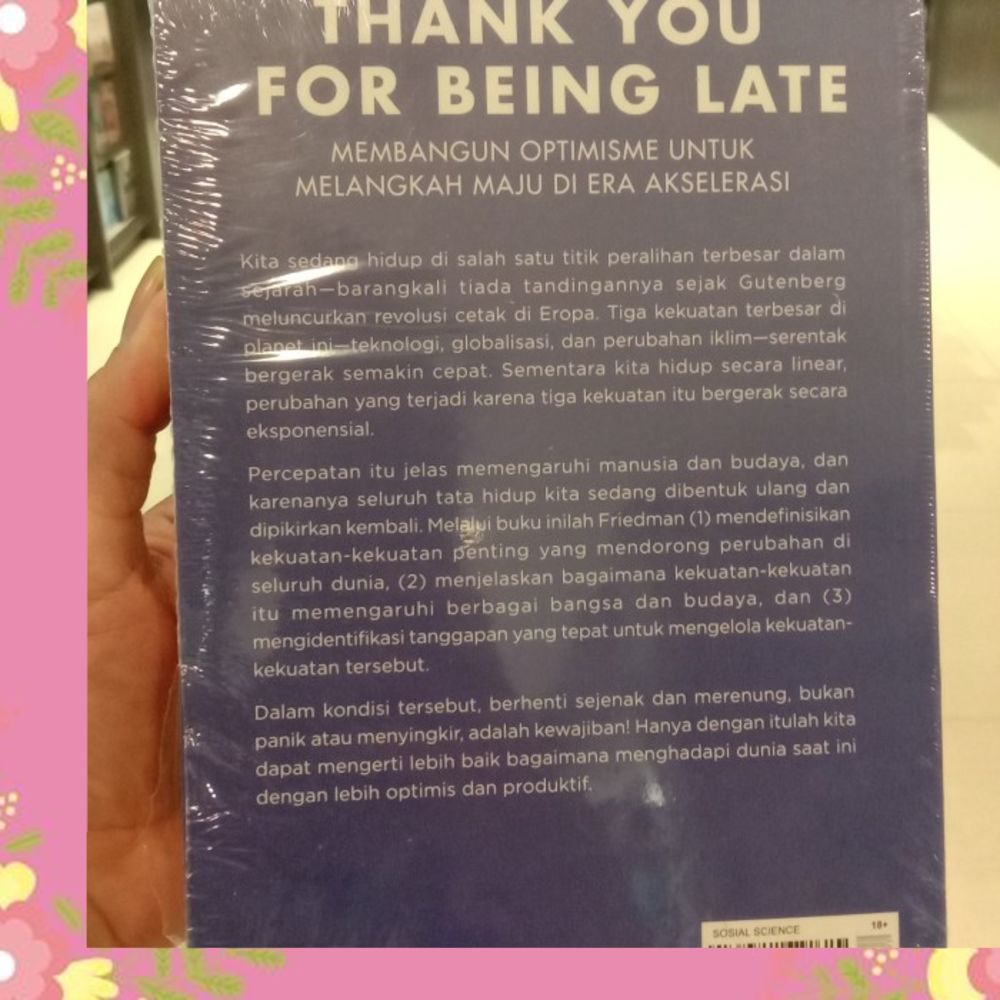 THANK YOU
FOR BEING LATE
MEMBANGUN OPTIMISME UNTUK
MELANGKAH MAJU DI ERA AKSELERASI
Kita sedang hidup di salah satu titik peralihan terbesar dalam
sejarah—barangkali tiada tandingannya sejak Gutenberg
meluncurkan revolusi cetak di Eropa. Tiga kekuatan terbesar di
planet ini—teknologi, globalisasi, dan perubahan iklim—serentak
bergerak semakin cepat. Sementara kita hidup secara linear,
perubahan yang terjadi karena tiga kekuatan itu bergerak secara
eksponensial.
Percepatan itu jelas memengaruhi manusia dan budaya, dan
karenanya seluruh tata hidup kita sedang dibentuk ulang dan
dipikirkan kembali. Melalui buku inilah Friedman (1) mendefinisikan
kekuatan-kekuatan penting yang mendorong perubahan di
seluruh dunia, (2) menjelaskan bagaimana kekuatan-kekuatan
itu memengaruhi berbagai bangsa dan budaya, dan (3)
mengidentifikasi tanggapan yang tepat untuk mengelola kekuatan-
kekuatan tersebut.
Dalam kondisi tersebut, berhenti sejenak dan merenung, bukan
panik atau menyingkir, adalah kewajiban! Hanya dengan itulah kita
dapat mengerti lebih baik bagaimana menghadapi dunia saat ini
dengan lebih optimis dan produktif.
SOSIAL SCIENCE 18+